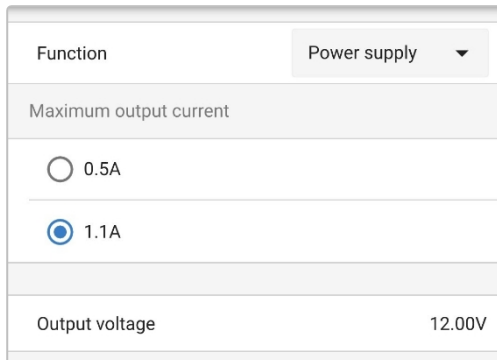 Function Power supply
Maximum output current
0.5A
1.1A
Output voltage 12.00V